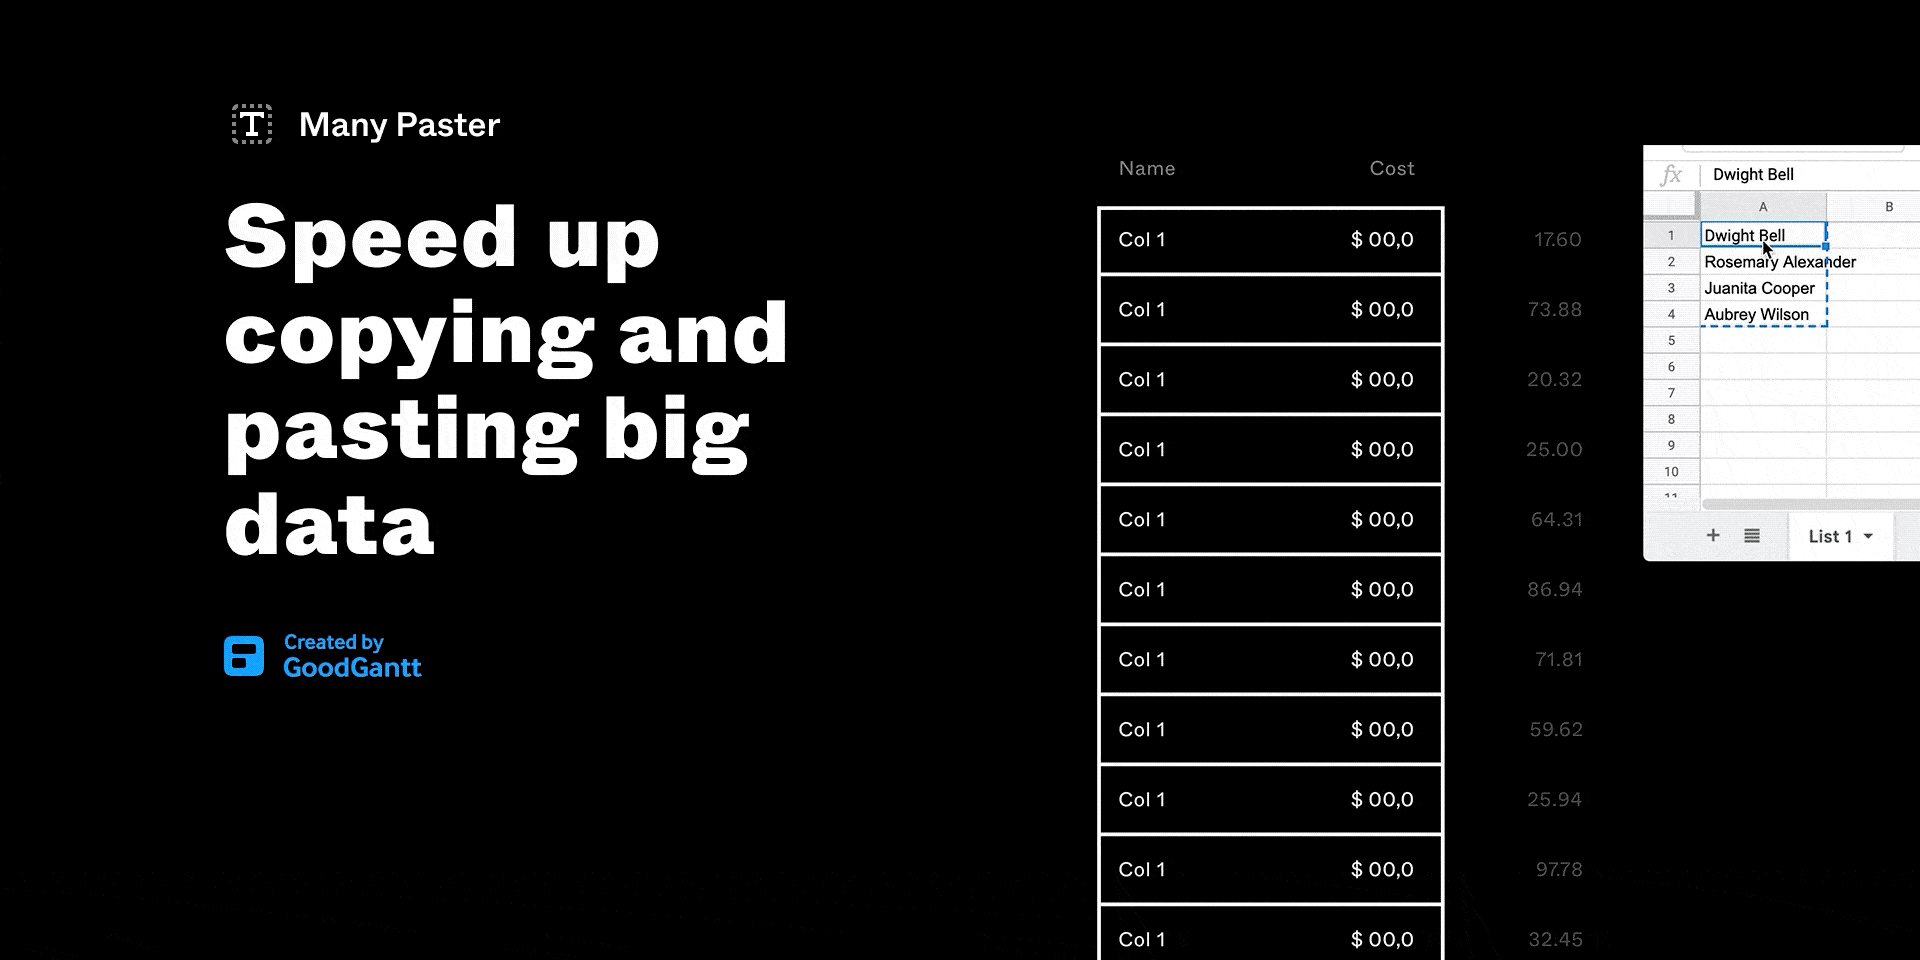 T Many Paster
Speed up
copying and
pasting big
data
Created by
GoodGantt
Name Cost
Col 1 $ 00,0 17.60
Col 1 $ 00,0 73.88
Col 1 $ 00,0 20.32
Col 1 $ 00,0 25.00
Col 1 $ 00,0 64.31
Col 1 $ 00,0 86.94
Col 1 $ 00,0 71.81
Col 1 $ 00,0 59.62
Col 1 $ 00,0 25.94
Col 1 $ 00,0 97.78
Col 1 $ 00,0 32.45
fx Dwight Bell
A B
1 Dwight Bell
2 Rosemary Alexander
3 Juanita Cooper
4 Aubrey Wilson
5
6
7
8
9
10
11
+ List 1